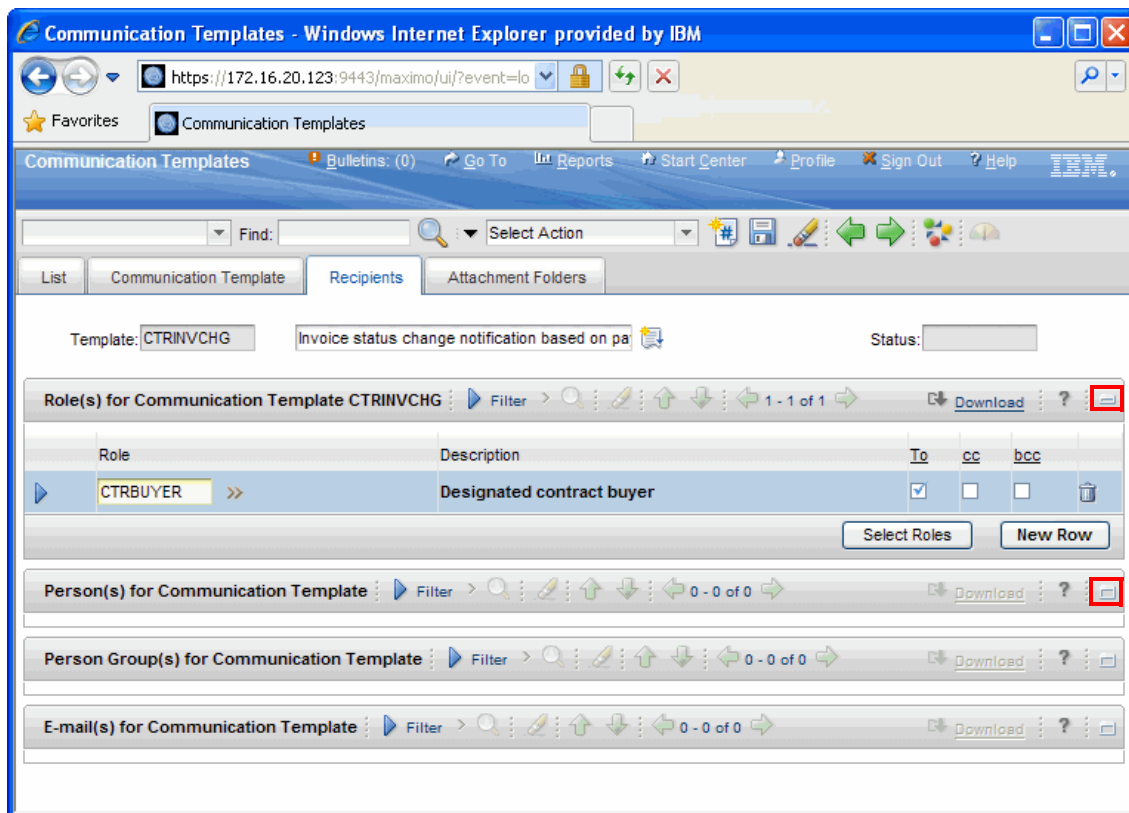 Communication Templates - Windows Internet Explorer provided by IBM
https://172.16.20.123:9443/maximo/ui/?event=lo
Favorites Communication Templates
Communication Templates Bulletins: (0) Go To Reports Start Center Profile Sign Out ? Help IBM.
Find: Select Action #
List Communication Template Recipients Attachment Folders
Template: CTRINVCHG Invoice status change notification based on pa Status:
Role(s) for Communication Template CTRINVCHG Filter 1 - 1 of 1 Download ?
Role Description To cc bcc
CTRBUYER Designated contract buyer
Select Roles New Row
Person(s) for Communication Template Filter 0 - 0 of 0 Download ?
Person Group(s) for Communication Template Filter 0 - 0 of 0 Download ?
E-mail(s) for Communication Template Filter 0 - 0 of 0 Download ?